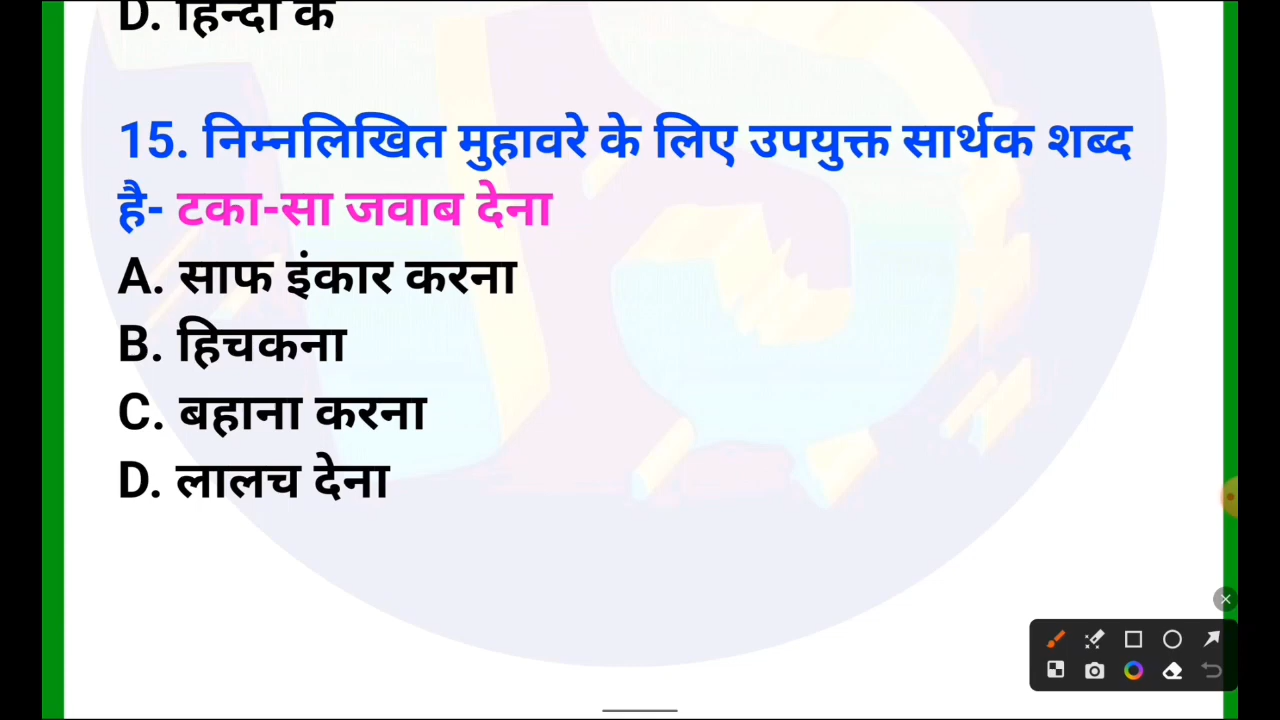 D. हिन्दी के
15. निम्नलिखित मुहावरे के लिए उपयुक्त सार्थक शब्द
है- टका-सा जवाब देना
A. साफ इंकार करना
B. हिचकना
C. बहाना करना
D. लालच देना